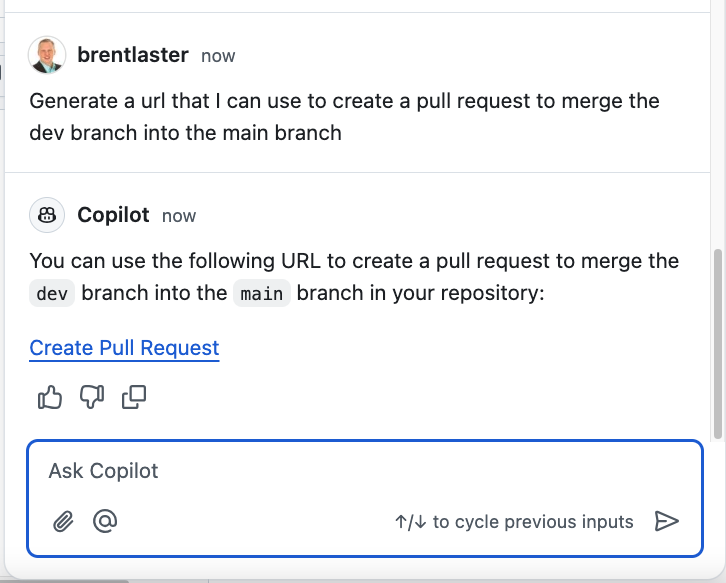 brentlaster now
Generate a url that I can use to create a pull request to merge the
dev branch into the main branch
Copilot now
You can use the following URL to create a pull request to merge the
dev branch into the main branch in your repository:
Create Pull Request
Ask Copilot
↑/↓ to cycle previous inputs